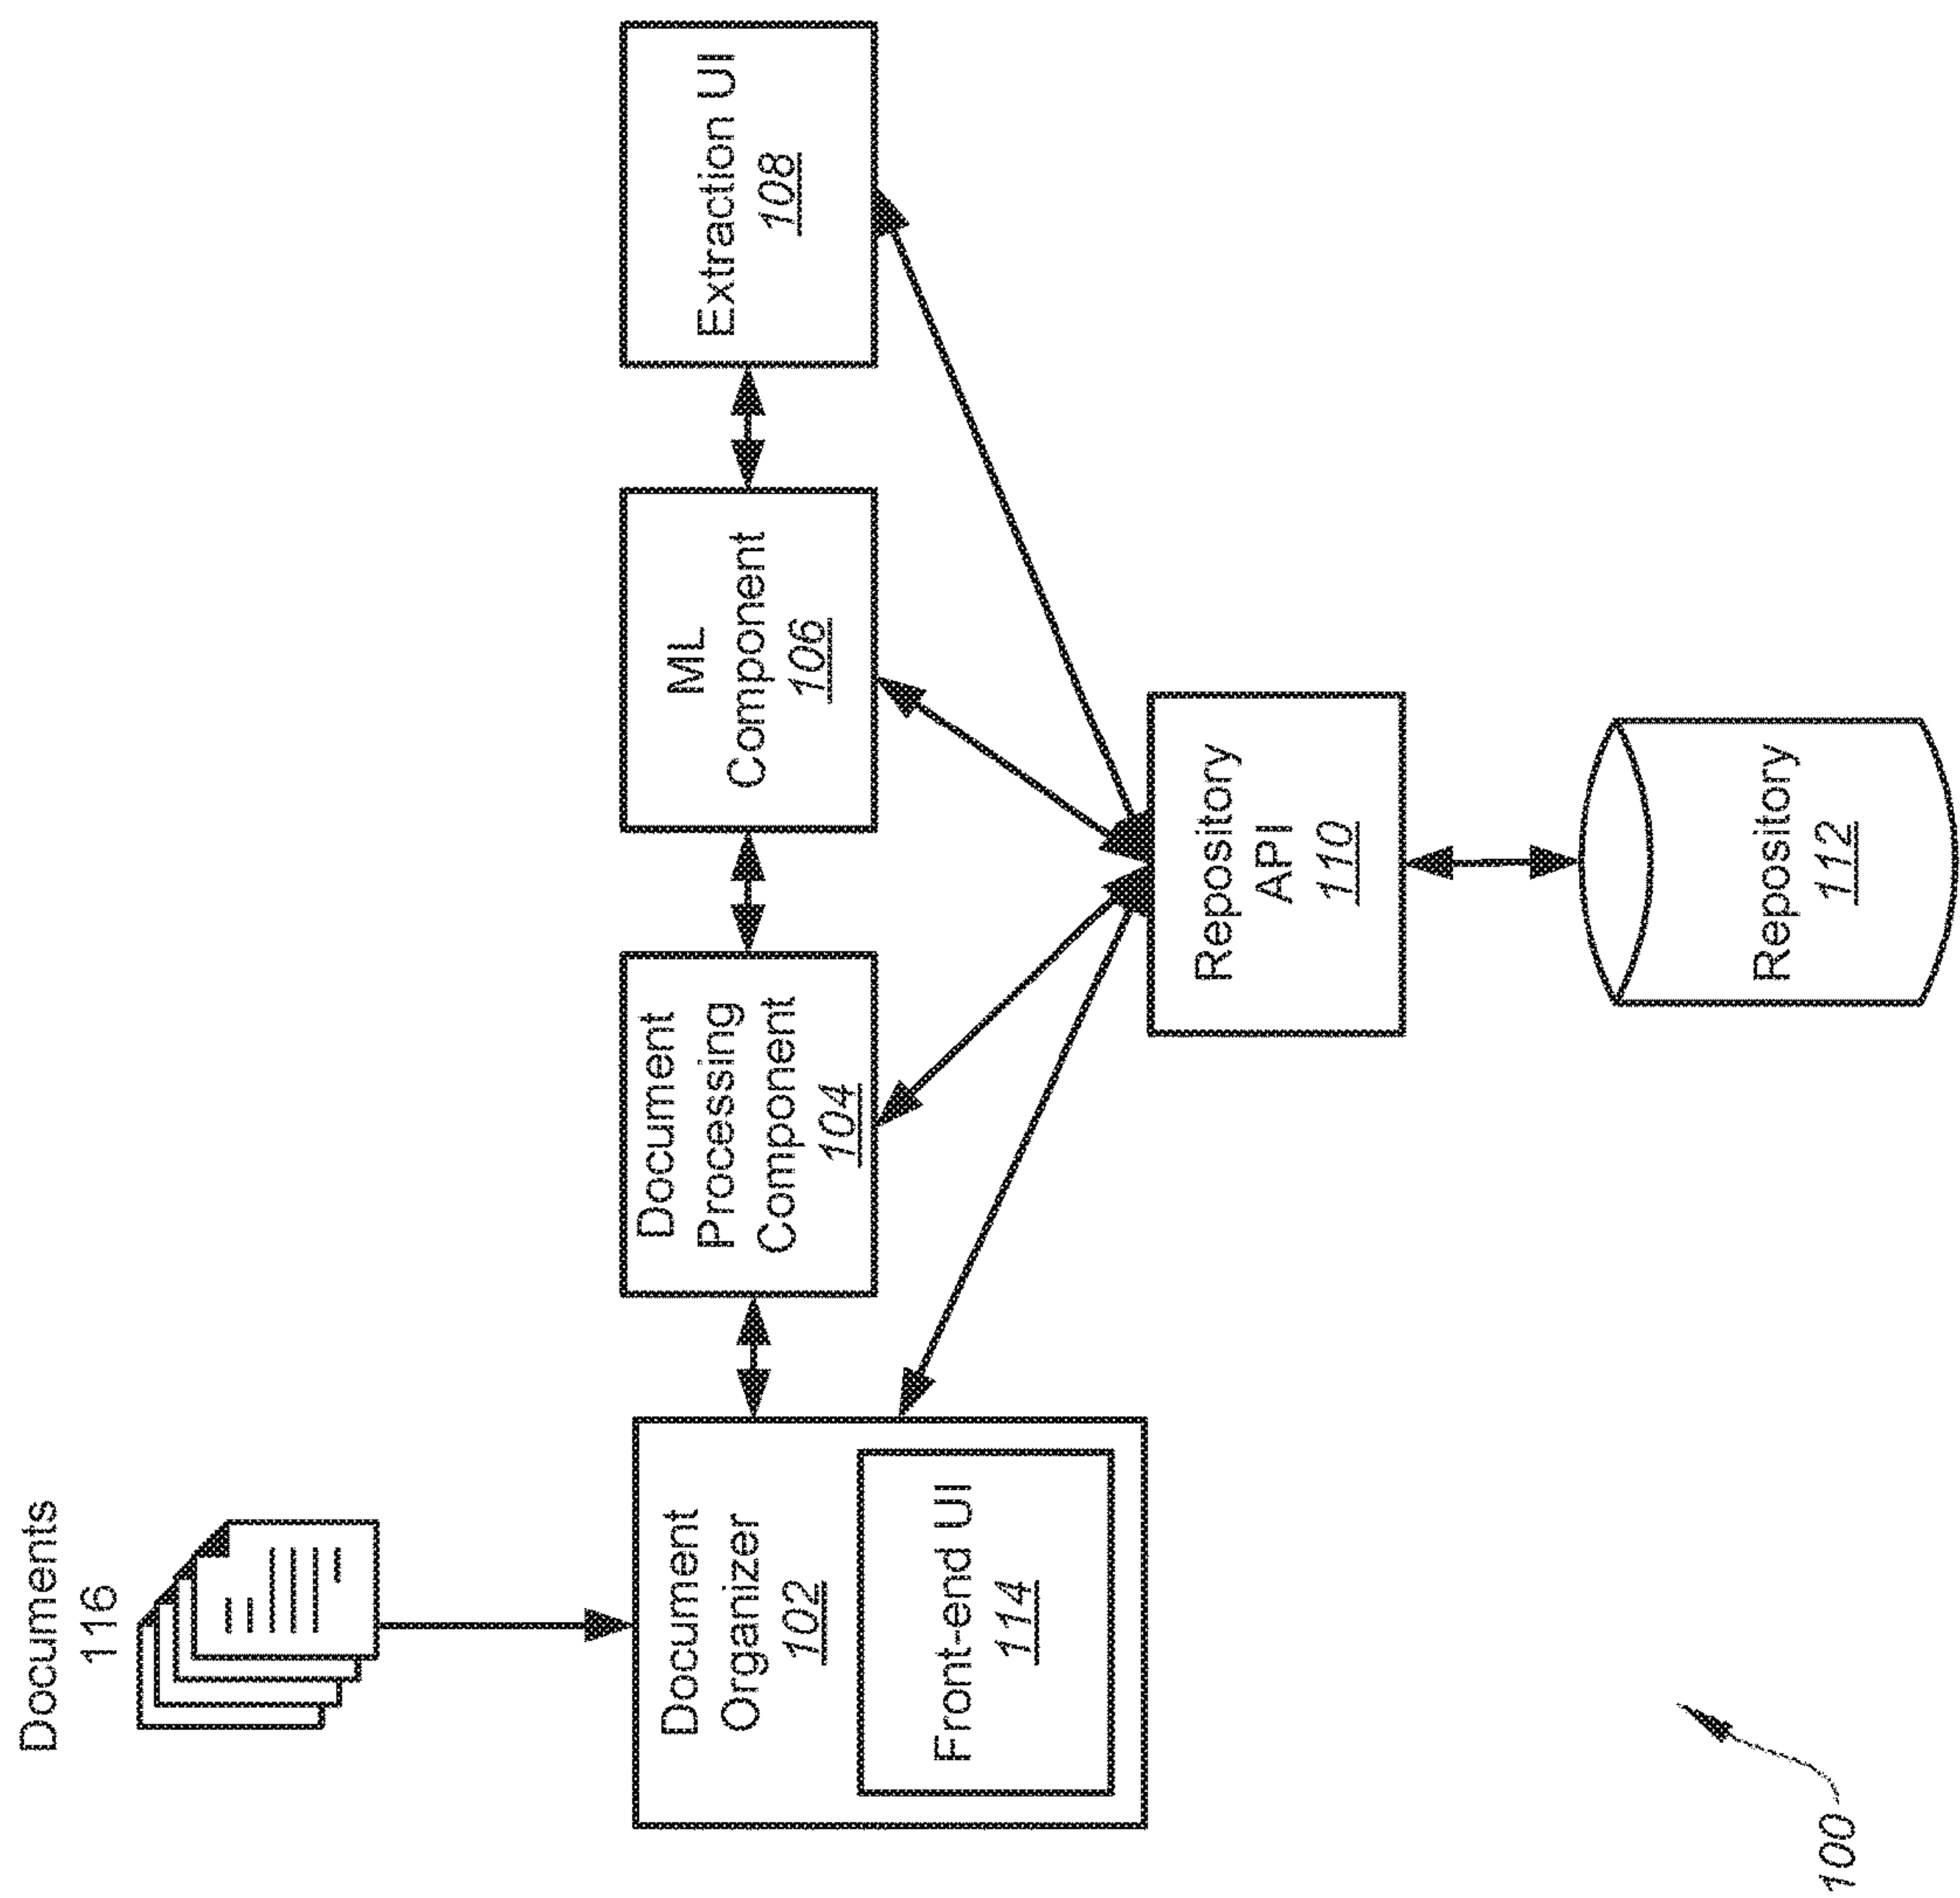 Documents
116
Document
Organizer
102
Front-end UI
114
Document
Processing
Component
104
ML
Component
106
Extraction UI
108
Repository
API
110
Repository
112
100